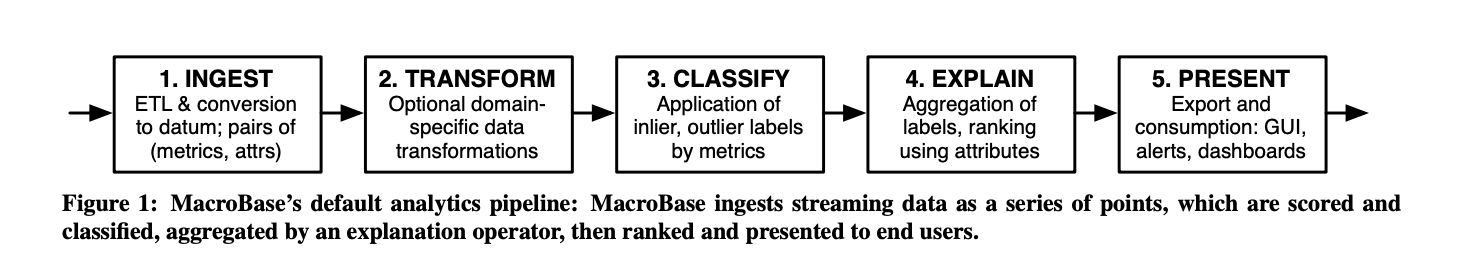 1. INGEST
ETL & conversion
to datum; pairs of
(metrics, attrs)
2. TRANSFORM
Optional domain-
specific data
transformations
3. CLASSIFY
Application of
inlier, outlier labels
by metrics
4. EXPLAIN
Aggregation of
labels, ranking
using attributes
5. PRESENT
Export and
consumption: GUI,
alerts, dashboards
Figure 1: MacroBase’s default analytics pipeline: MacroBase ingests streaming data as a series of points, which are scored and
classified, aggregated by an explanation operator, then ranked and presented to end users.